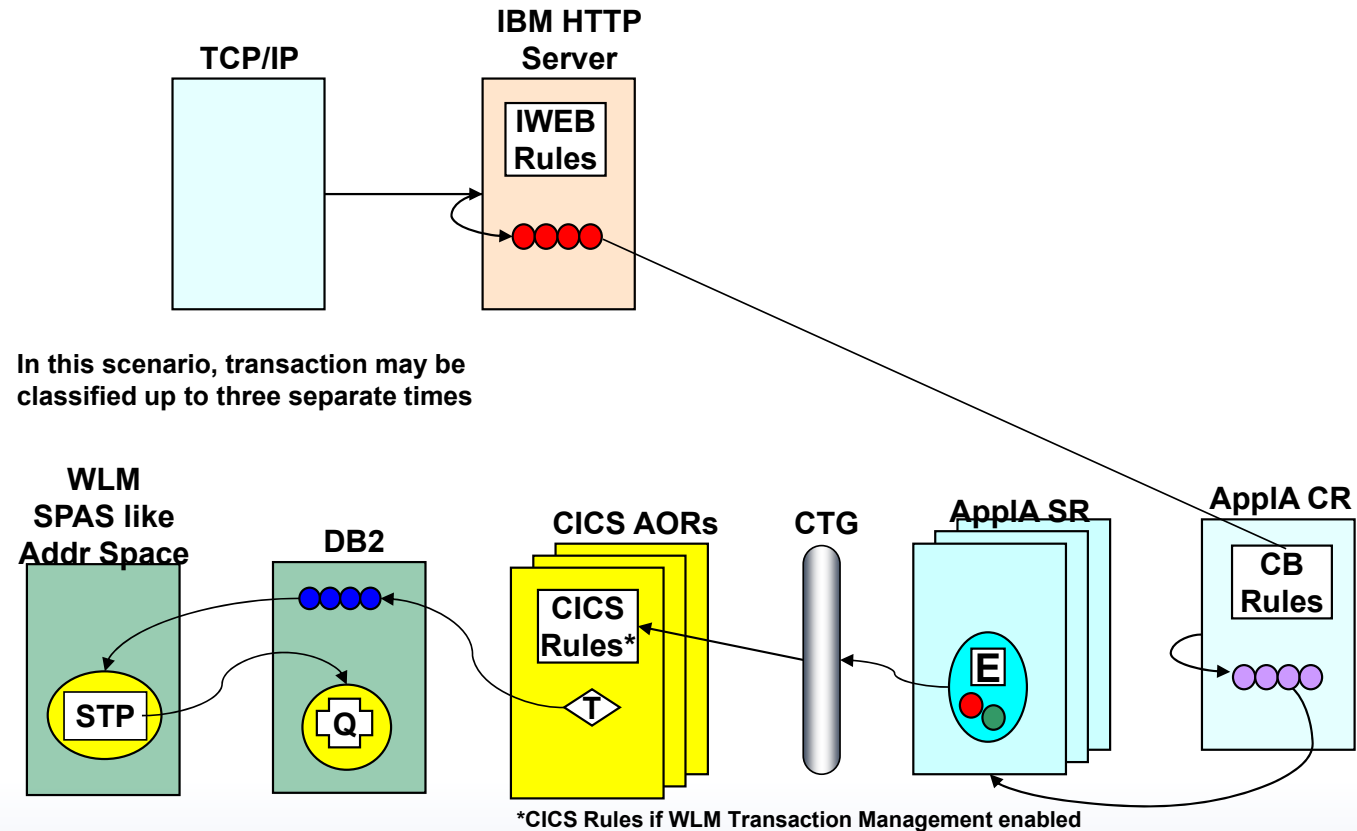 IBM HTTP
Server
TCP/IP
IWEB
Rules
In this scenario, transaction may be
classified up to three separate times
WLM
SPAS like
Addr Space
DB2
CICS AORs
CTG
ApplA SR
ApplA CR
CB
Rules
CICS
Rules*
E
T
STP
Q
*CICS Rules if WLM Transaction Management enabled